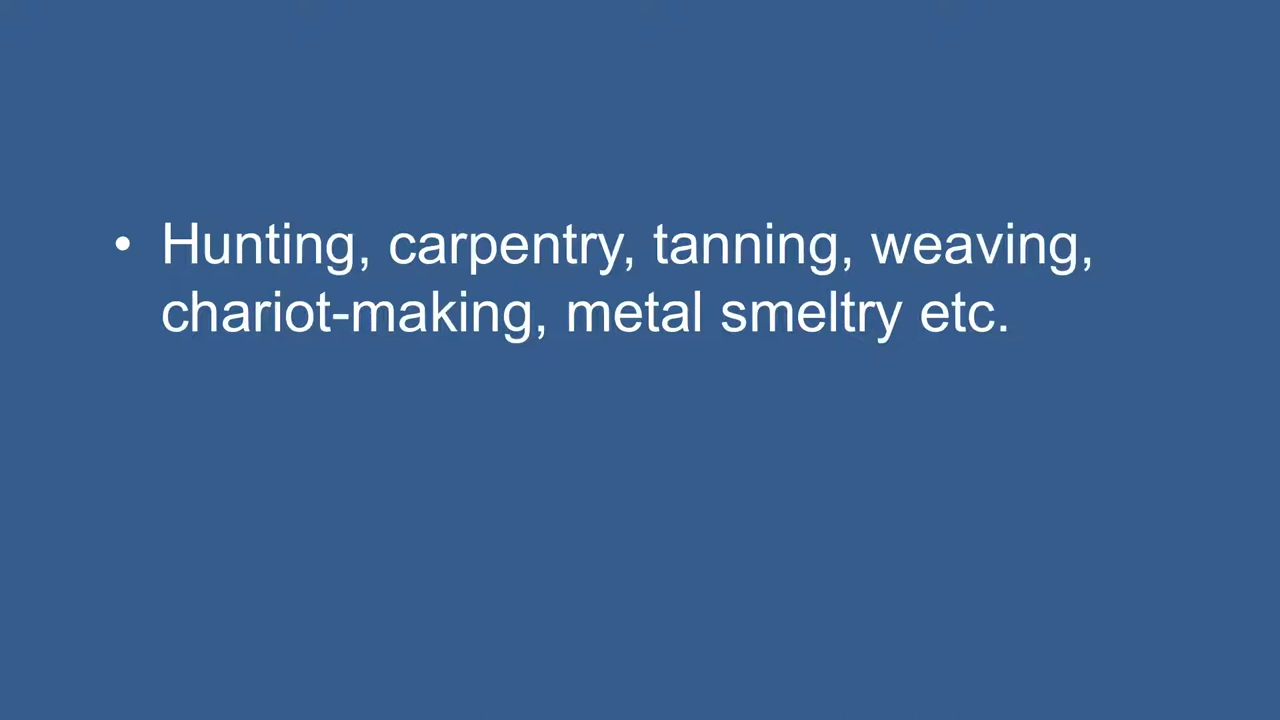 • Hunting, carpentry, tanning, weaving,
chariot-making, metal smeltry etc.